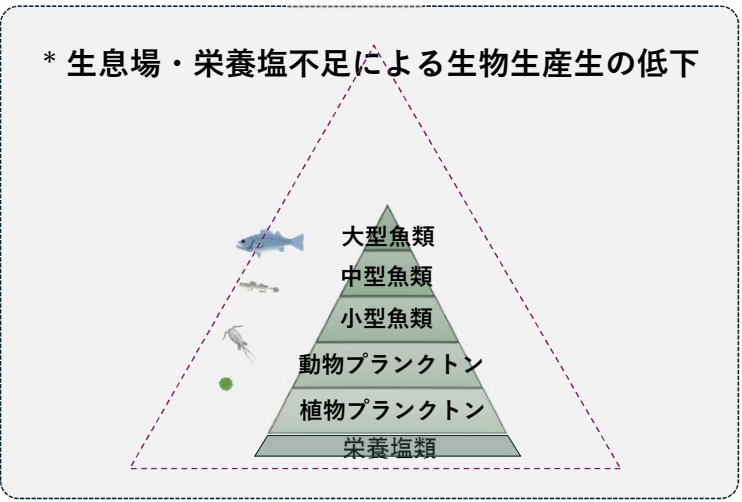 * 生息場・栄養塩不足による生物生産生の低下
大型魚類
中型魚類
小型魚類
動物プランクトン
植物プランクトン
栄養塩類